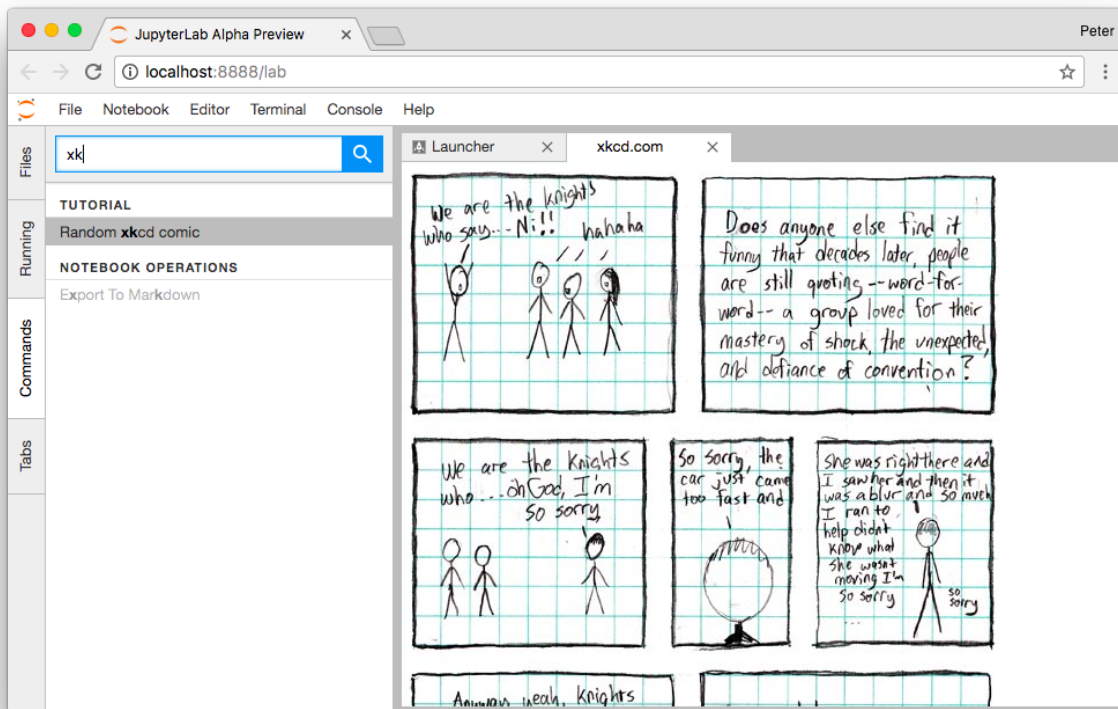 JupyterLab Alpha Preview
Peter
localhost:8888/lab
File Notebook Editor Terminal Console Help
Files
Running
Commands
Tabs
xk
TUTORIAL
Random xkcd comic
NOTEBOOK OPERATIONS
Export To Markdown
Launcher
xkcd.com
We are the knights
who say...Ni!!
hahaha
Does anyone else find it
funny that decades later, people
are still quoting--word-for-
word-- a group loved for their
mastery of shock, the unexpected,
and defiance of convention?
We are the Knights
who....oh God, I'm
so sorry,
So sorry, the
car just came
too fast and
She was right there and
I saw her and then it
was a blur and so much
I ran to
help didnt
know what
she wasnt
moving I'm
so sorry
...
so
sorry
Anyway yeah, Knights